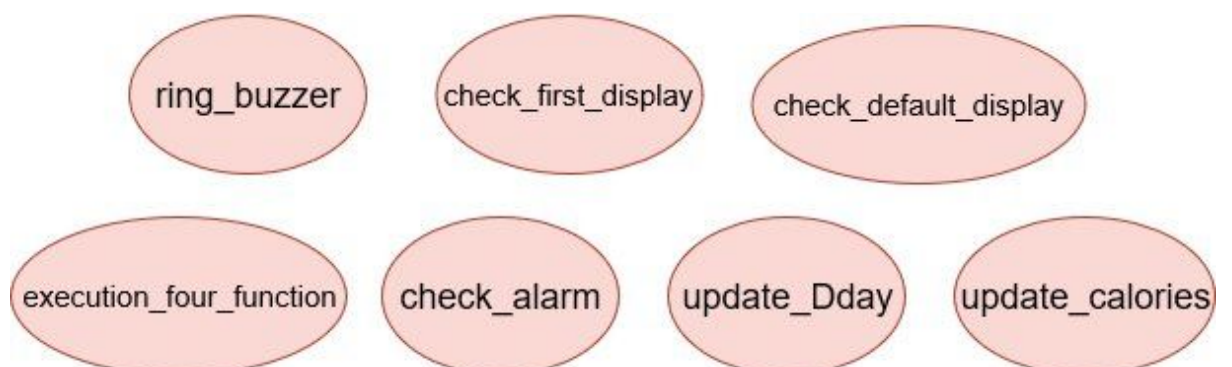 ring_buzzer
check_first_display
check_default_display
execution_four_function
check_alarm
update_Dday
update_calories